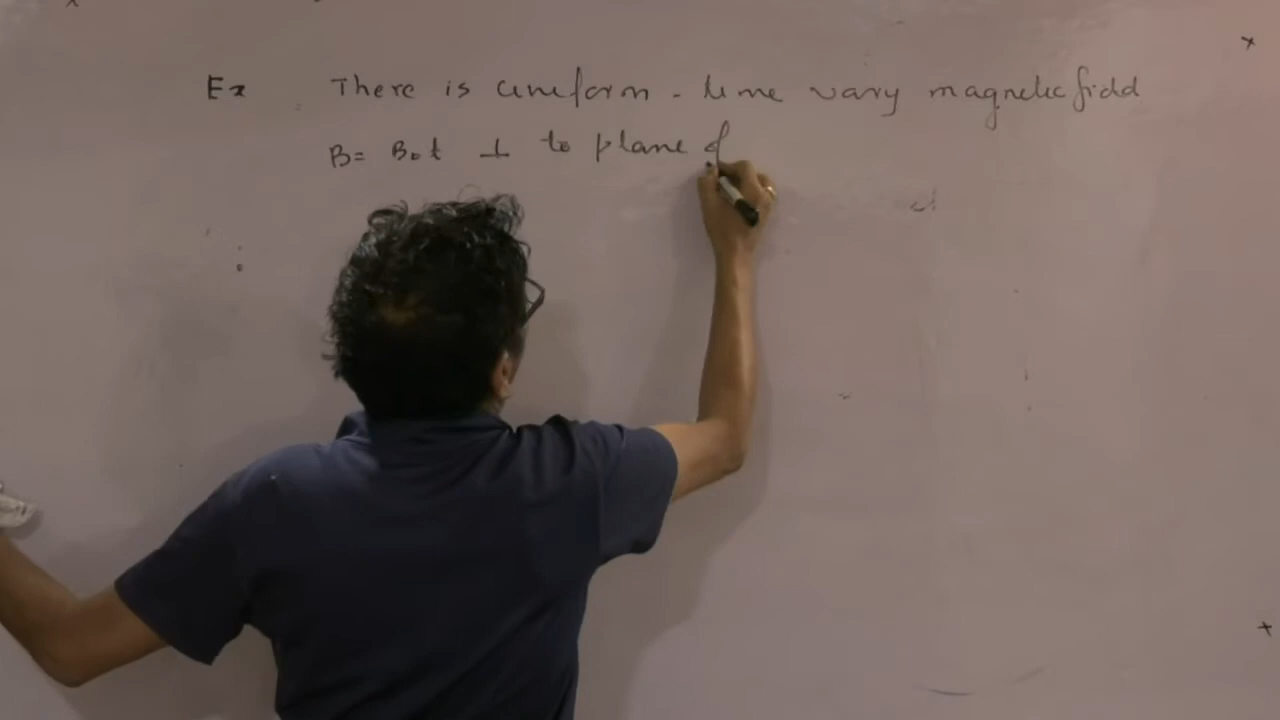 Ex There is uniform - time vary magnetic field
B = B₀t ⊥ to plane of